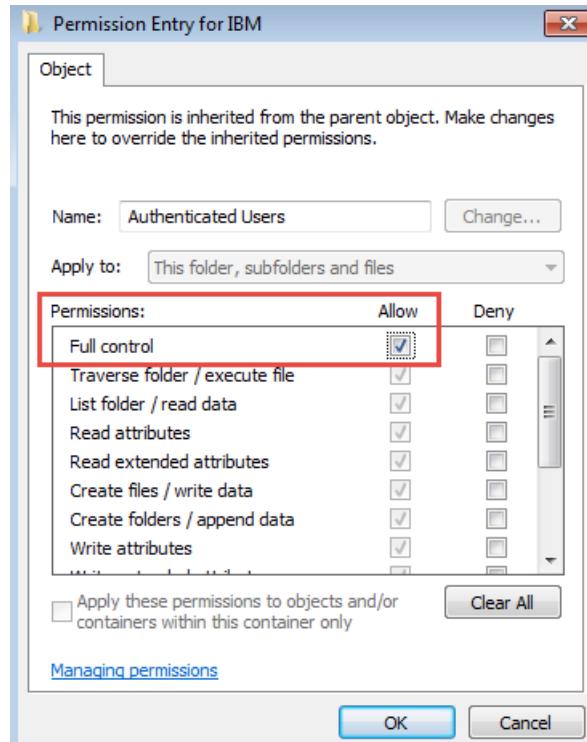 Permission Entry for IBM
Object
This permission is inherited from the parent object. Make changes
here to override the inherited permissions.
Name: Authenticated Users Change...
Apply to: This folder, subfolders and files
Permissions: Allow Deny
Full control
Traverse folder / execute file
List folder / read data
Read attributes
Read extended attributes
Create files / write data
Create folders / append data
Write attributes
Apply these permissions to objects and/or
containers within this container only
Clear All
Managing permissions
OK Cancel